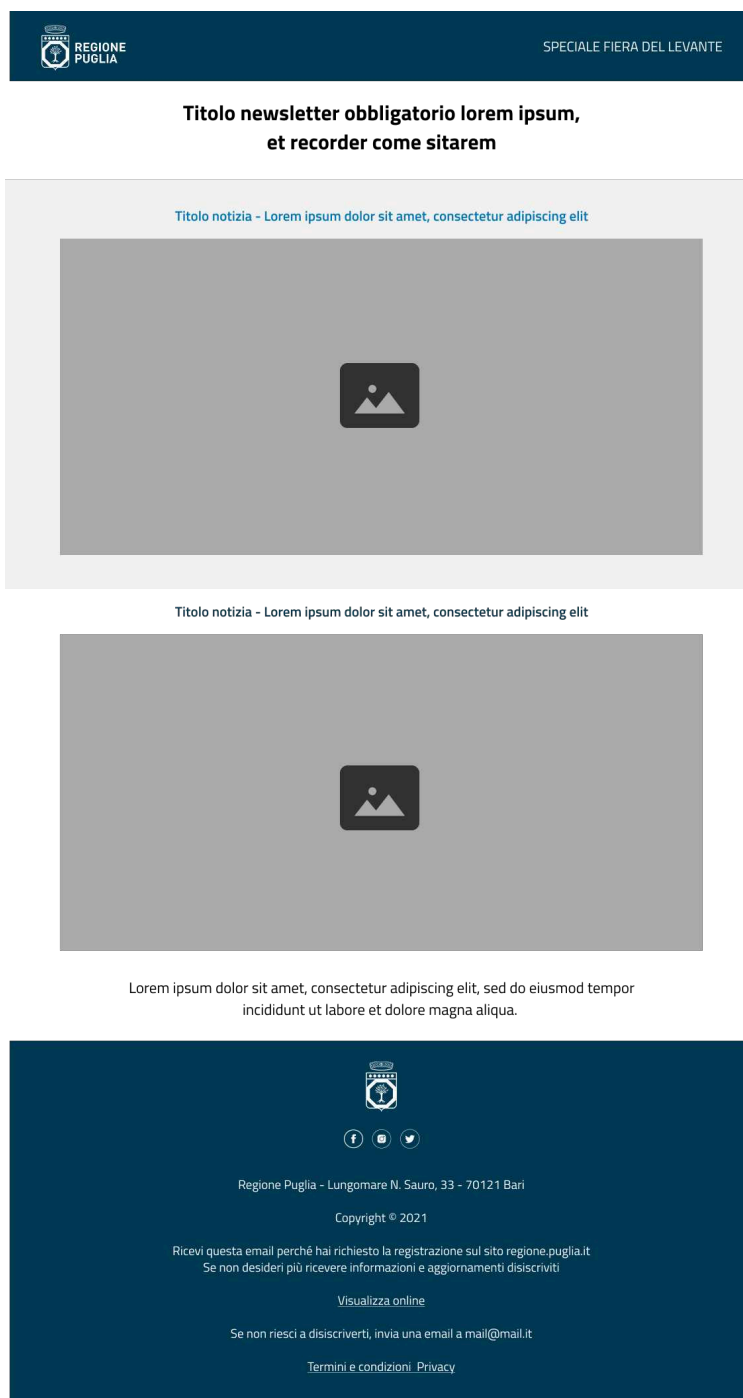 REGIONE
PUGLIA
SPECIALE FIERA DEL LEVANTE
Titolo newsletter obbligatorio lorem ipsum,
et recorder come sitarem
Titolo notizia - Lorem ipsum dolor sit amet, consectetur adipiscing elit
Titolo notizia - Lorem ipsum dolor sit amet, consectetur adipiscing elit
Lorem ipsum dolor sit amet, consectetur adipiscing elit, sed do eiusmod tempor
incididunt ut labore et dolore magna aliqua.
Regione Puglia - Lungomare N. Sauro, 33 - 70121 Bari
Copyright © 2021
Ricevi questa email perché hai richiesto la registrazione sul sito regione.puglia.it
Se non desideri più ricevere informazioni e aggiornamenti disiscriviti
Visualizza online
Se non riesci a disiscriverti, invia una email a mail@mail.it
Termini e condizioni Privacy